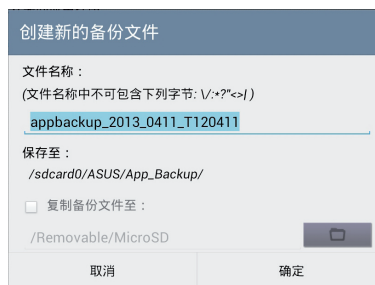 创建新的备份文件
文件名称：
(文件名称中不可包含下列字节: \/:*?"<>| )
appbackup_2013_0411_T120411
保存至：
/sdcard0/ASUS/App_Backup/
复制备份文件至：
/Removable/MicroSD
取消 确定